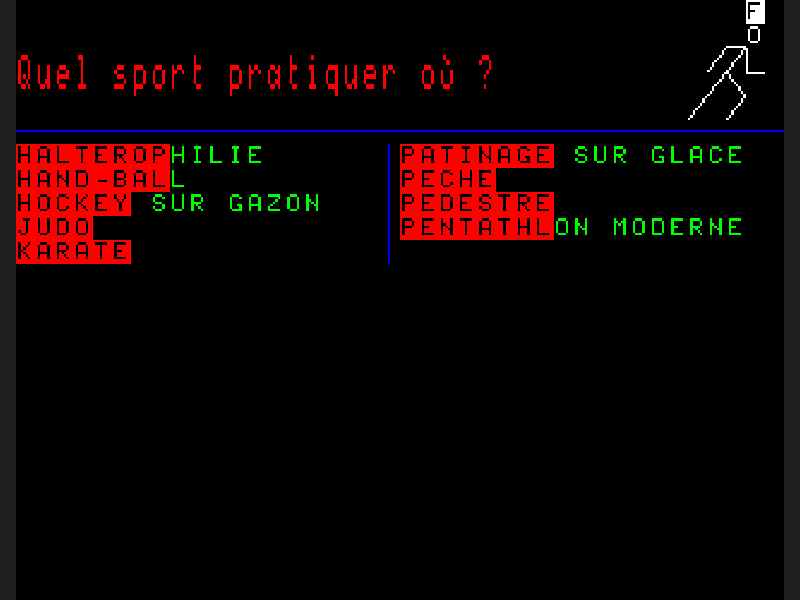 F
Quel sport pratiquer où ?
HALTEROPHILIE
HAND-BALL
HOCKEY SUR GAZON
JUDO
KARATE
PATINAGE SUR GLACE
PECHE
PEDESTRE
PENTATHLON MODERNE